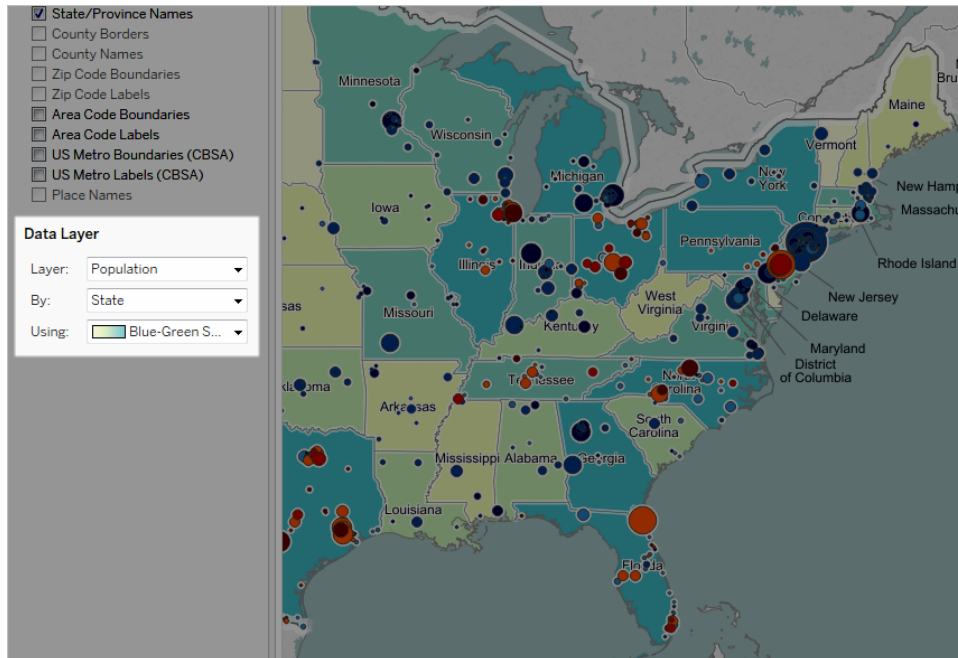 State/Province Names
County Borders
County Names
Zip Code Boundaries
Zip Code Labels
Area Code Boundaries
Area Code Labels
US Metro Boundaries (CBSA)
US Metro Labels (CBSA)
Place Names
Data Layer
Layer: Population
By: State
Using: Blue-Green S...
Minnesota
Wisconsin
Michigan
Iowa
Illinois
Missouri
Kentucky
West
Virginia
Virginia
Pennsylvania
New
York
Vermont
Maine
New Hamp
Massachu
Rhode Island
New Jersey
Delaware
Maryland
District
of Columbia
Tennessee
North
Carolina
South
Carolina
Arkansas
klahoma
sas
Mississippi
Alabama
Georgia
Louisiana
Florida
Bru